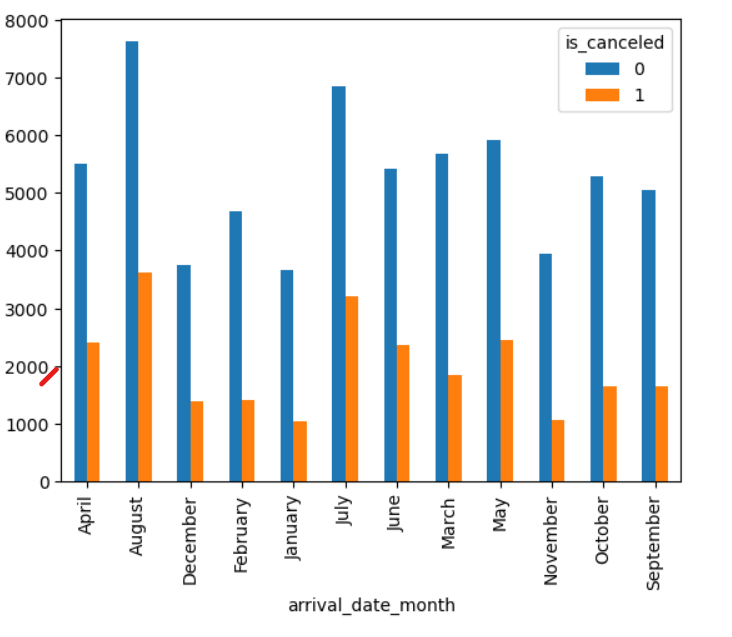 8000
7000
6000
5000
4000
3000
2000
1000
0
is_canceled
0
1
April
August
December
February
January
July
June
March
May
November
October
September
arrival_date_month